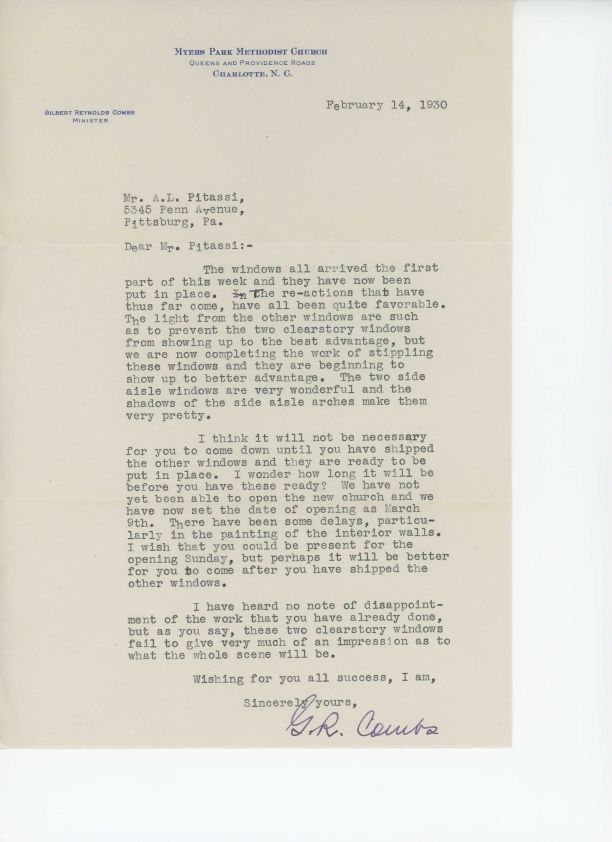 MYERS PARK METHODIST CHURCH
QUEENS AND PROVIDENCE ROADS
CHARLOTTE, N. C.
GILBERT REYNOLDS COMBS
MINISTER
February 14, 1930
Mr. A.L. Pitassi,
5345 Penn Avenue,
Pittsburg, Pa.
Dear Mr. Pitassi:-
The windows all arrived the first
part of this week and they have now been
put in place. In The re-actions that have
thus far come, have all been quite favorable.
The light from the other windows are such
as to prevent the two clearstory windows
from showing up to the best advantage, but
we are now completing the work of stippling
these windows and they are beginning to
show up to better advantage. The two side
aisle windows are very wonderful and the
shadows of the side aisle arches make them
very pretty.
I think it will not be necessary
for you to come down until you have shipped
the other windows and they are ready to be
put in place. I wonder how long it will be
before you have these ready? We have not
yet been able to open the new church and we
have now set the date of opening as March
9th. There have been some delays, particu-
larly in the painting of the interior walls.
I wish that you could be present for the
opening Sunday, but perhaps it will be better
for you to come after you have shipped the
other windows.
I have heard no note of disappoint-
ment of the work that you have already done,
but as you say, these two clearstory windows
fail to give very much of an impression as to
what the whole scene will be.
Wishing for you all success, I am,
Sincerely yours,
G.R. Combs